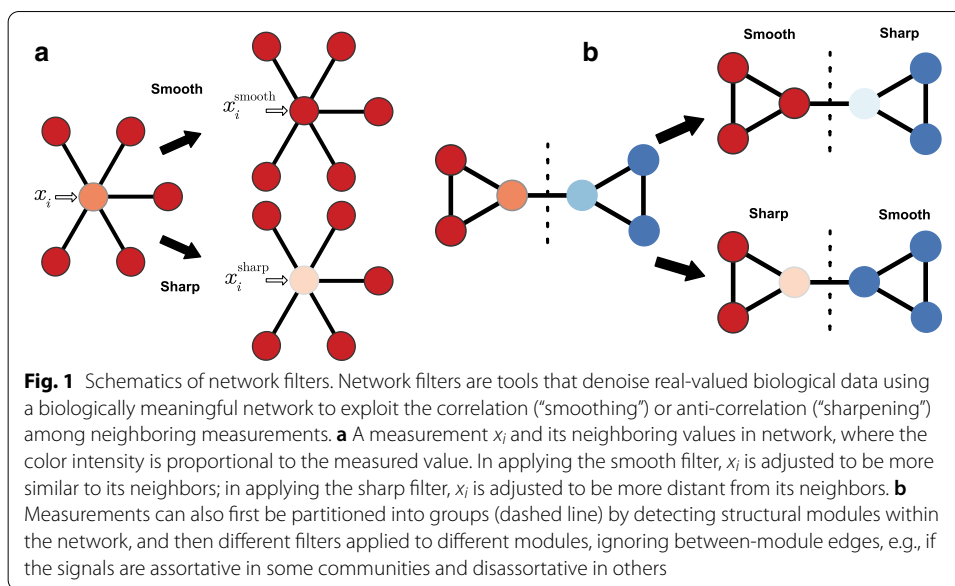 a
Smooth
x_i^smooth
x_i
Sharp
x_i^sharp
b
Smooth
Sharp
Sharp
Smooth
Fig. 1 Schematics of network filters. Network filters are tools that denoise real-valued biological data using
a biologically meaningful network to exploit the correlation (“smoothing”) or anti-correlation (“sharpening”)
among neighboring measurements. a A measurement x_i and its neighboring values in network, where the
color intensity is proportional to the measured value. In applying the smooth filter, x_i is adjusted to be more
similar to its neighbors; in applying the sharp filter, x_i is adjusted to be more distant from its neighbors. b
Measurements can also first be partitioned into groups (dashed line) by detecting structural modules within
the network, and then different filters applied to different modules, ignoring between-module edges, e.g., if
the signals are assortative in some communities and disassortative in others